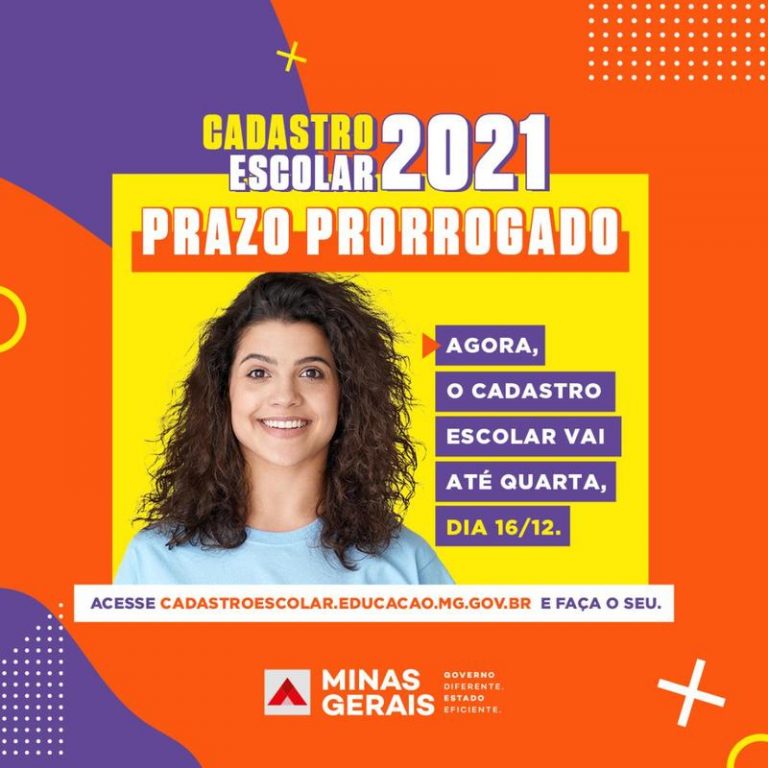 CADASTRO
ESCOLAR 2021
PRAZO PRORROGADO
AGORA,
O CADASTRO
ESCOLAR VAI
ATÉ QUARTA,
DIA 16/12.
ACESSE CADASTROESCOLAR.EDUCACAO.MG.GOV.BR E FAÇA O SEU.
MINAS
GERAIS
GOVERNO
DIFERENTE.
ESTADO
EFICIENTE.